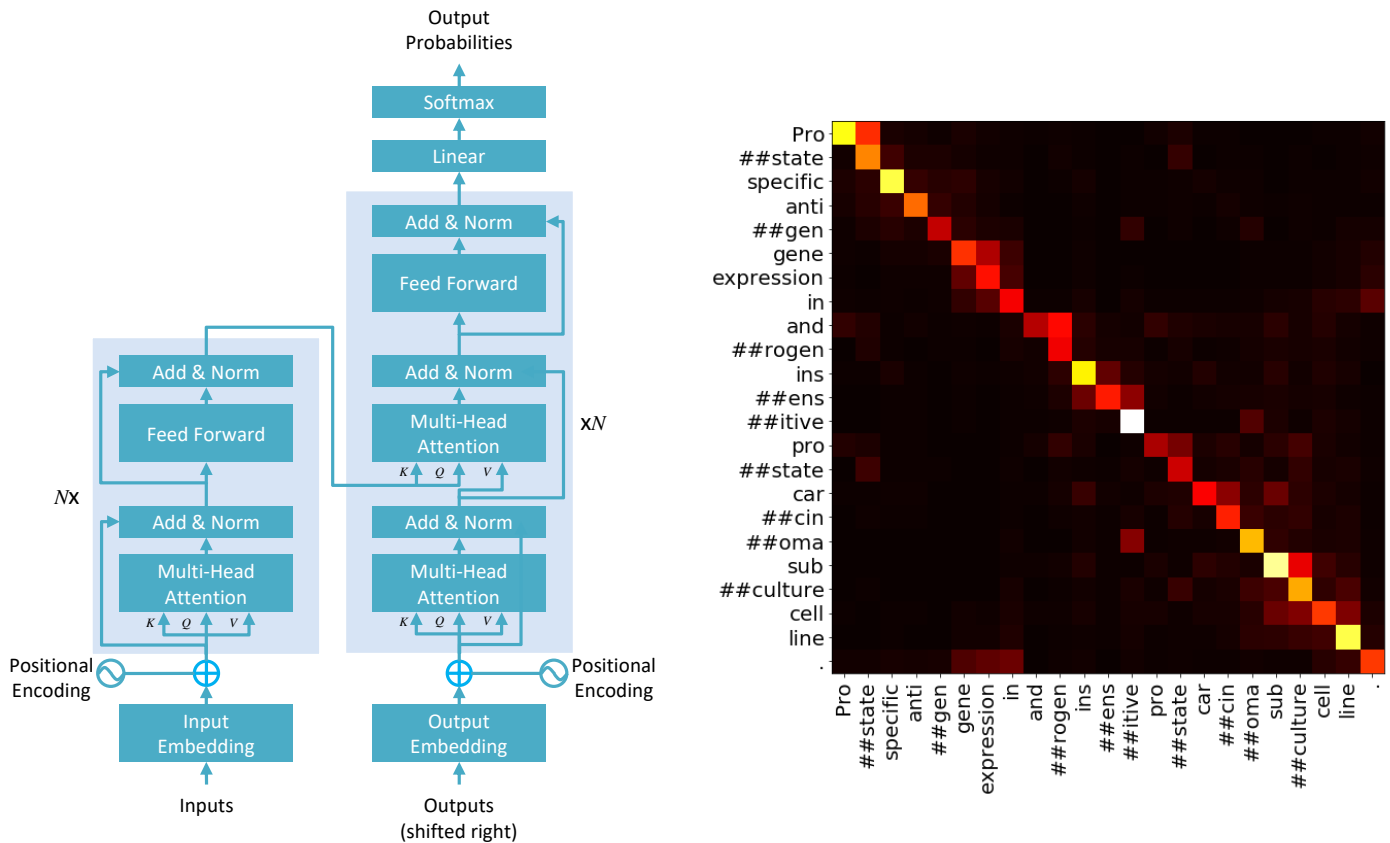 Output
Probabilities
Softmax
Linear
Add & Norm
Feed Forward
Add & Norm
Multi-Head
Attention
K Q V
xN
Add & Norm
Multi-Head
Attention
K Q V
Positional
Encoding
Output
Embedding
Outputs
(shifted right)
Add & Norm
Feed Forward
Nx
Add & Norm
Multi-Head
Attention
K Q V
Positional
Encoding
Input
Embedding
Inputs
Pro
##state
specific
anti
##gen
gene
expression
in
and
##rogen
ins
##ens
##itive
pro
##state
car
##cin
##oma
sub
##culture
cell
line
.
Pro
##state
specific
anti
##gen
gene
expression
in
and
##rogen
ins
##ens
##itive
pro
##state
car
##cin
##oma
sub
##culture
cell
line
.